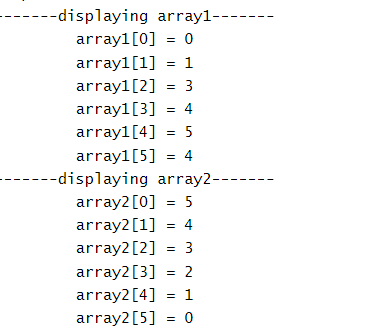 -------displaying array1-------
array1[0] = 0
array1[1] = 1
array1[2] = 3
array1[3] = 4
array1[4] = 5
array1[5] = 4
-------displaying array2-------
array2[0] = 5
array2[1] = 4
array2[2] = 3
array2[3] = 2
array2[4] = 1
array2[5] = 0